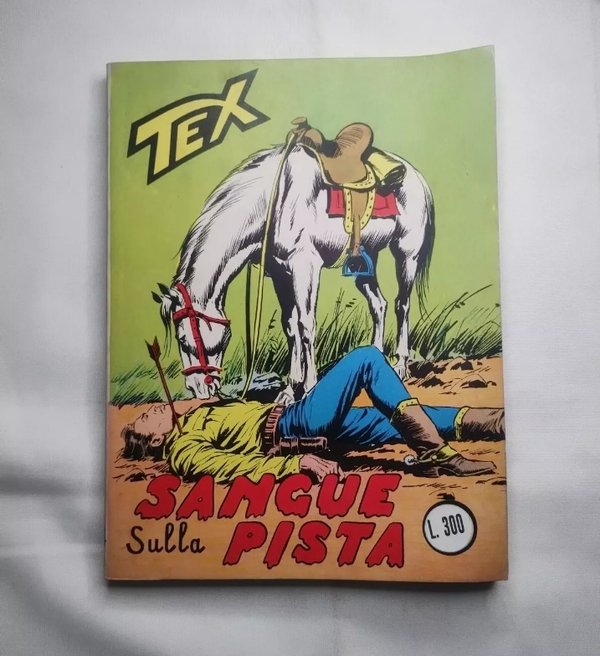 TEX
SANGUE
Sulla PISTA
L. 300